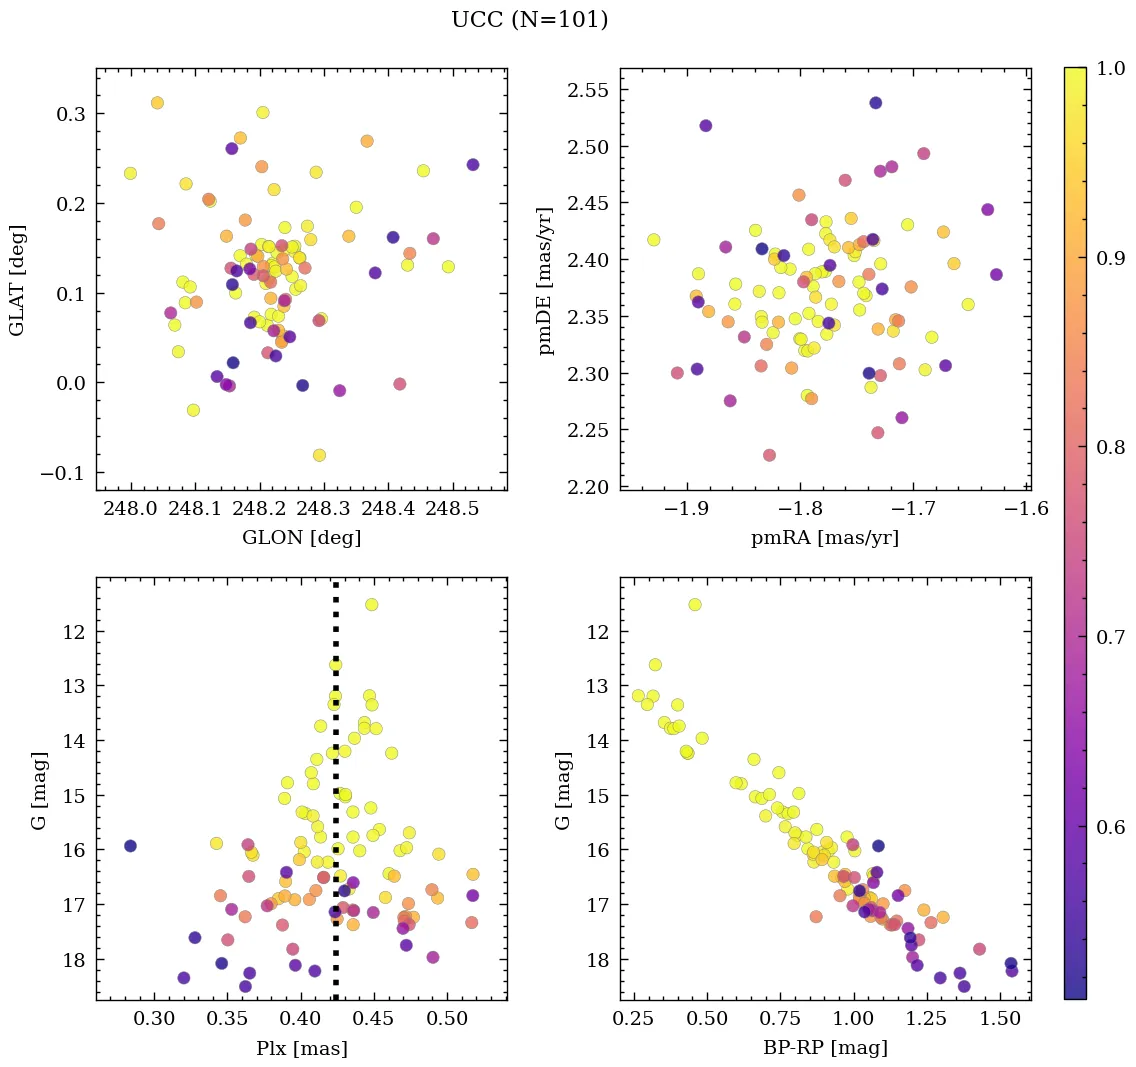 UCC (N=101)
0.3
0.2
0.1
0.0
−0.1
GLAT [deg]
248.0 248.1 248.2 248.3 248.4 248.5
GLON [deg]
2.55
2.50
2.45
2.40
2.35
2.30
2.25
2.20
pmDE [mas/yr]
−1.9 −1.8 −1.7 −1.6
pmRA [mas/yr]
12
13
14
15
16
17
18
G [mag]
0.30 0.35 0.40 0.45 0.50
Plx [mas]
12
13
14
15
16
17
18
G [mag]
0.25 0.50 0.75 1.00 1.25 1.50
BP-RP [mag]
1.0
0.9
0.8
0.7
0.6